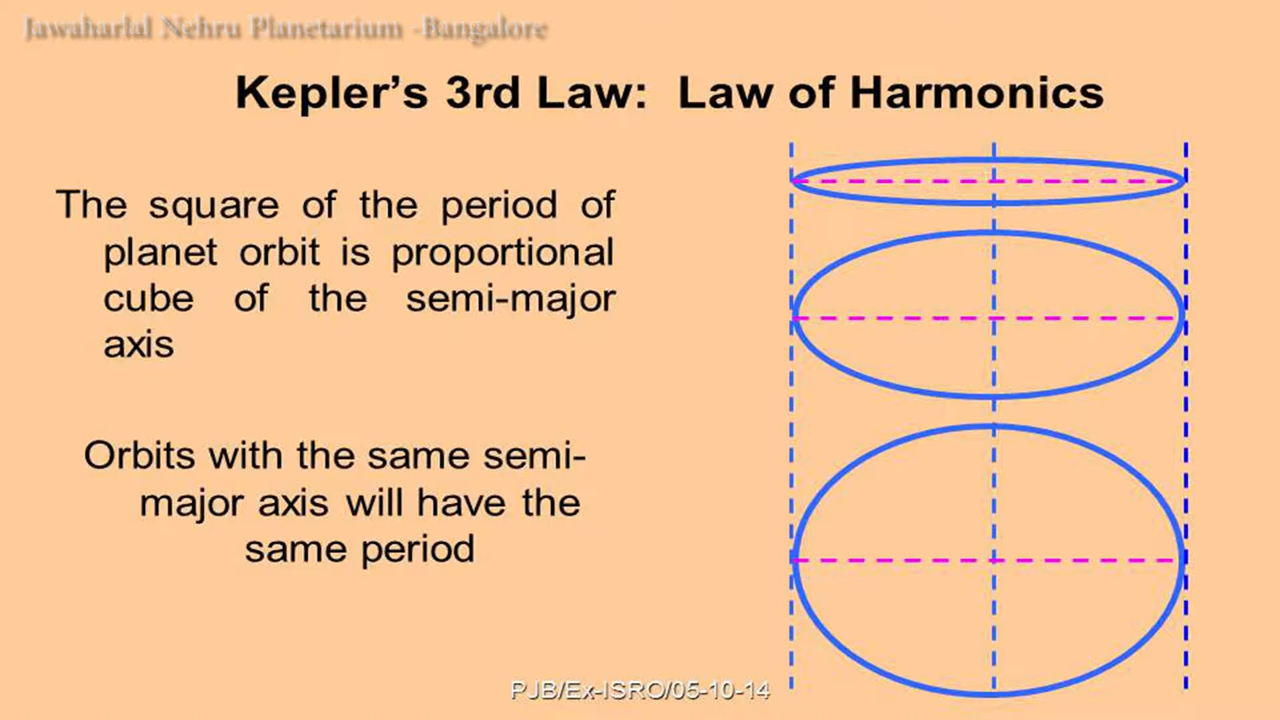 Jawaharlal Nehru Planetarium -Bangalore
Kepler's 3rd Law: Law of Harmonics
The square of the period of
planet orbit is proportional
cube of the semi-major
axis
Orbits with the same semi-
major axis will have the
same period
PJB/Ex-ISRO/05-10-14